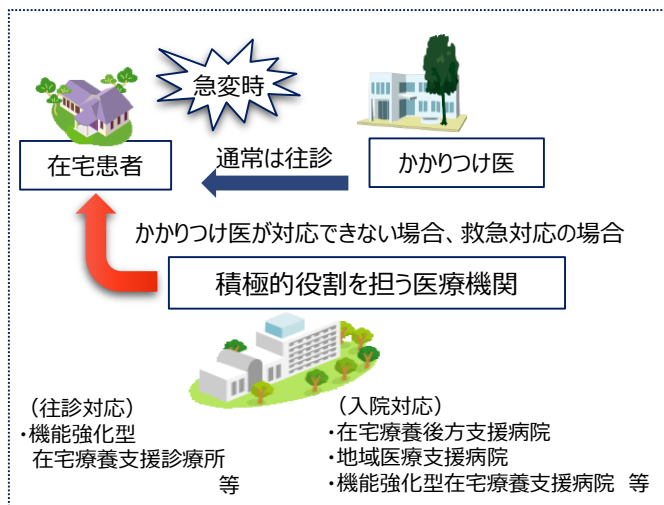 急変時
在宅患者
通常は往診
かかりつけ医
かかりつけ医が対応できない場合、救急対応の場合
積極的役割を担う医療機関
（往診対応）
・機能強化型
在宅療養支援診療所
等
（入院対応）
・在宅療養後方支援病院
・地域医療支援病院
・機能強化型在宅療養支援病院 等